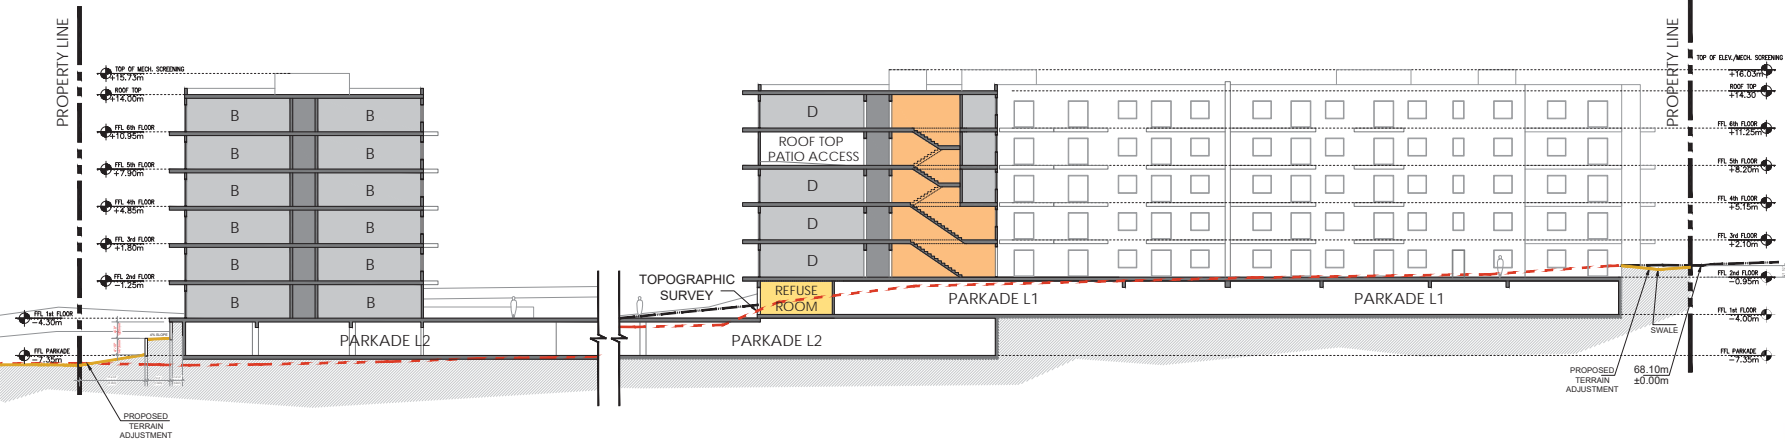 PROPERTY LINE
TOP OF MECH. SCREENING
+15.73m
ROOF TOP
+14.00m
FFL 6th FLOOR
+10.95m
FFL 5th FLOOR
+7.90m
FFL 4th FLOOR
+4.85m
FFL 3rd FLOOR
+1.80m
FFL 2nd FLOOR
-1.25m
FFL 1st FLOOR
-4.30m
FFL PARKADE
-7.35m
PROPOSED
TERRAIN
ADJUSTMENT
B B
B B
B B
B B
B B
B B
PARKADE L2
TOPOGRAPHIC
SURVEY
D
ROOF TOP
PATIO ACCESS
D
D
D
REFUSE
ROOM
PARKADE L1
PARKADE L1
PARKADE L2
PROPERTY LINE
TOP OF ELEV./MECH. SCREENING
+16.03m
ROOF TOP
+14.30
FFL 6th FLOOR
+11.25m
FFL 5th FLOOR
+8.20m
FFL 4th FLOOR
+5.15m
FFL 3rd FLOOR
+2.10m
FFL 2nd FLOOR
-0.95m
FFL 1st FLOOR
-4.00m
FFL PARKADE
-7.35m
SWALE
PROPOSED
TERRAIN
ADJUSTMENT
68.10m
±0.00m